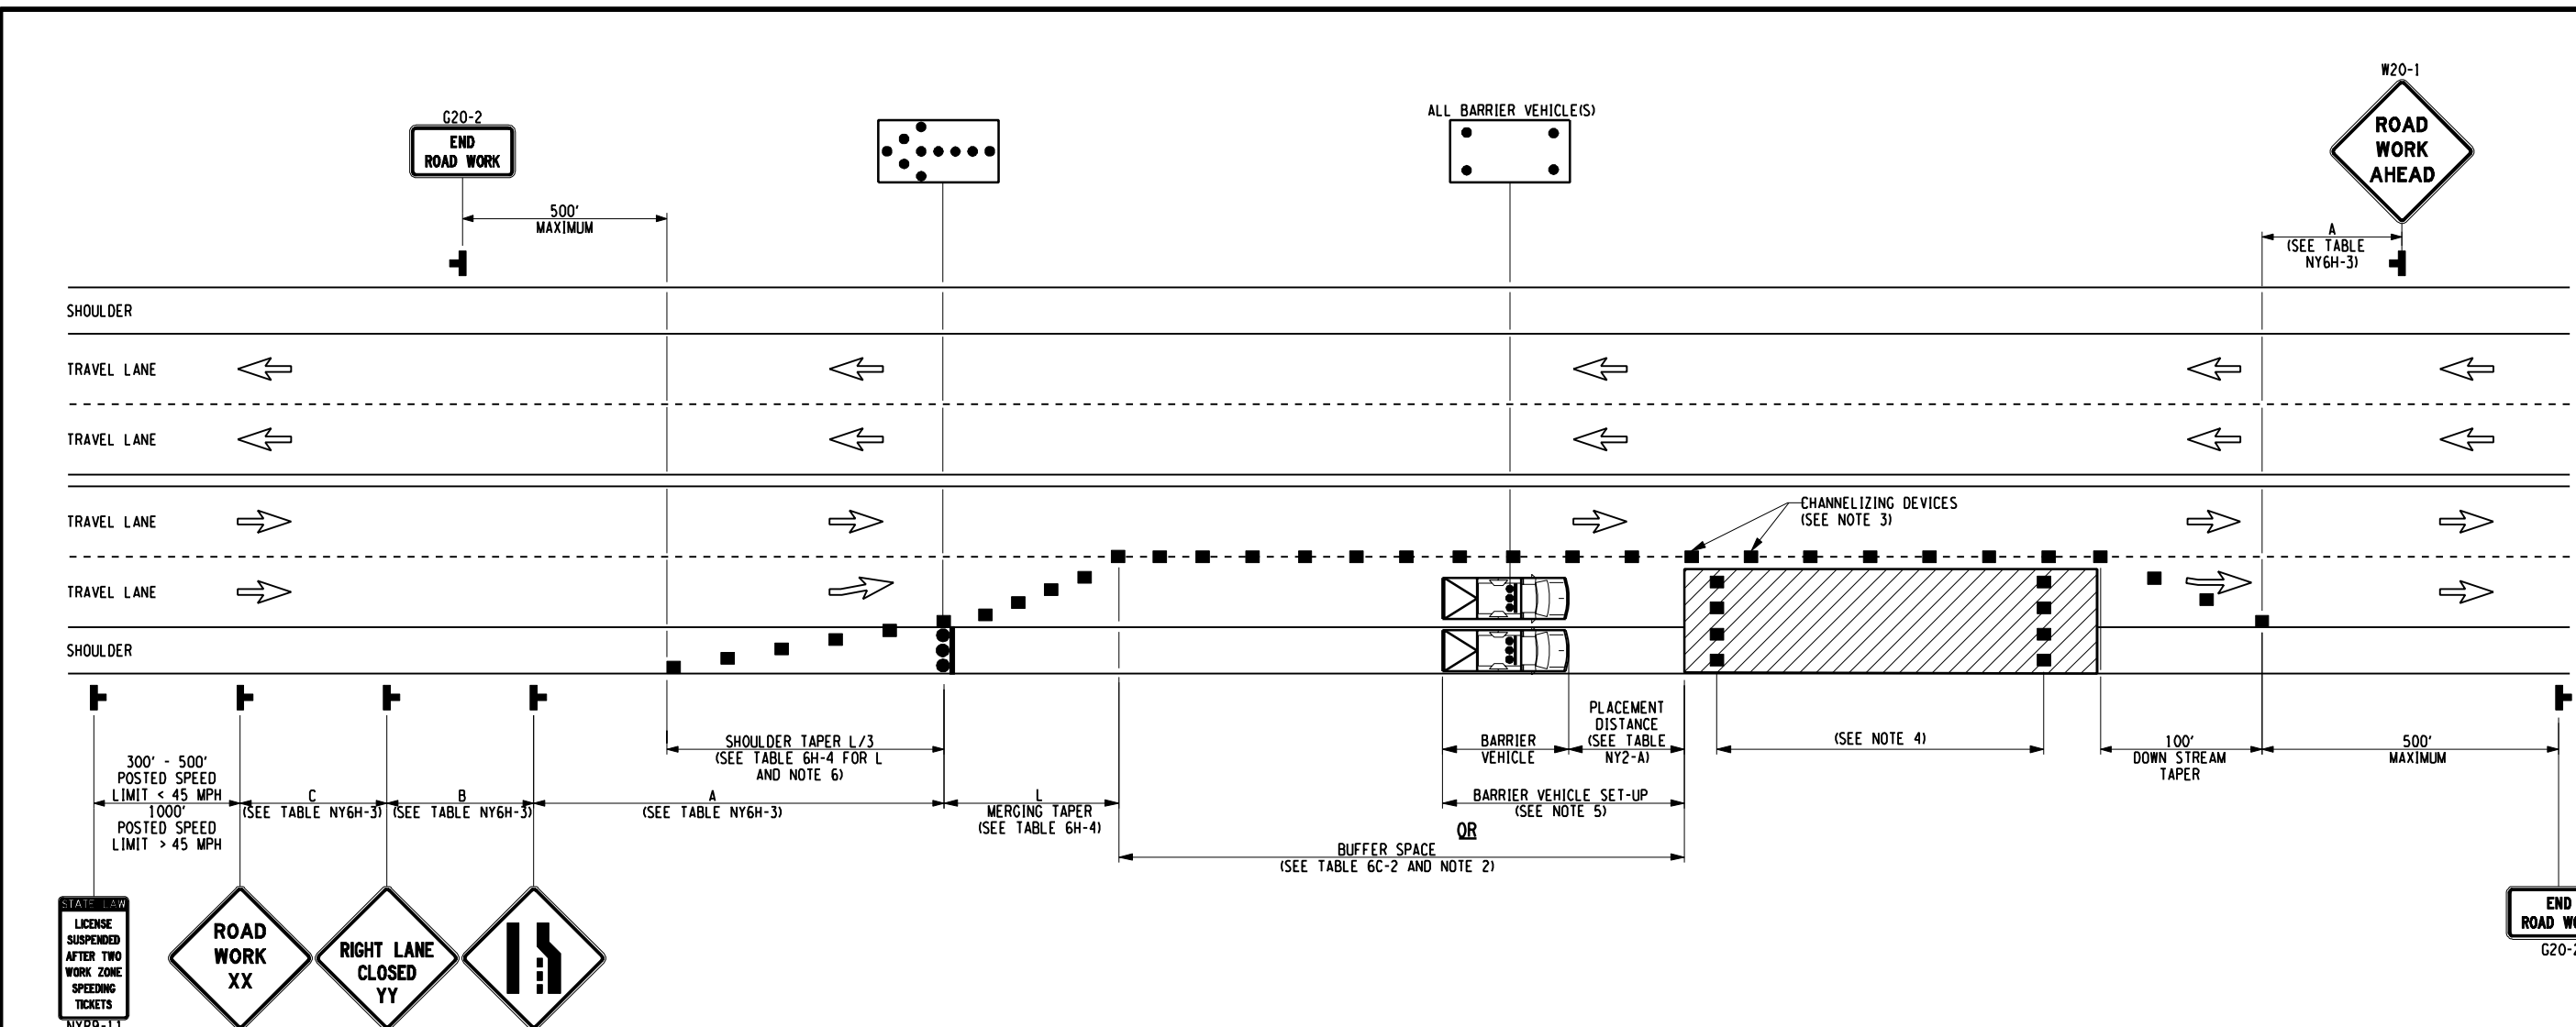 W20-1
ROAD
WORK
AHEAD
G20-2
END
ROAD WORK
ALL BARRIER VEHICLE(S)
500'
MAXIMUM
A
(SEE TABLE
NY6H-3)
SHOULDER
TRAVEL LANE
TRAVEL LANE
TRAVEL LANE
CHANNELIZING DEVICES
(SEE NOTE 3)
TRAVEL LANE
SHOULDER
300' - 500'
POSTED SPEED
LIMIT < 45 MPH
1000'
POSTED SPEED
LIMIT > 45 MPH
C
(SEE TABLE NY6H-3)
B
(SEE TABLE NY6H-3)
A
(SEE TABLE NY6H-3)
SHOULDER TAPER L/3
(SEE TABLE 6H-4 FOR L
AND NOTE 6)
L
MERGING TAPER
(SEE TABLE 6H-4)
BARRIER
VEHICLE
PLACEMENT
DISTANCE
(SEE TABLE
NY2-A)
BARRIER VEHICLE SET-UP
(SEE NOTE 5)
OR
BUFFER SPACE
(SEE TABLE 6C-2 AND NOTE 2)
(SEE NOTE 4)
100'
DOWN STREAM
TAPER
500'
MAXIMUM
STATE LAW
LICENSE
SUSPENDED
AFTER TWO
WORK ZONE
SPEEDING
TICKETS
NYR9-11
ROAD
WORK
XX
RIGHT LANE
CLOSED
YY
END
ROAD